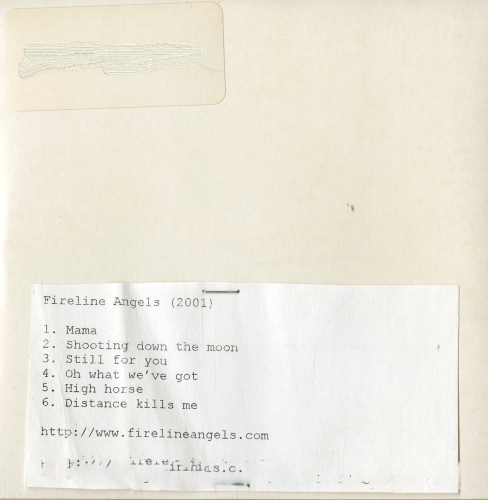 Fireline Angels (2001)
1. Mama
2. Shooting down the moon
3. Still for you
4. Oh what we've got
5. High horse
6. Distance kills me
http://www.firelineangels.com